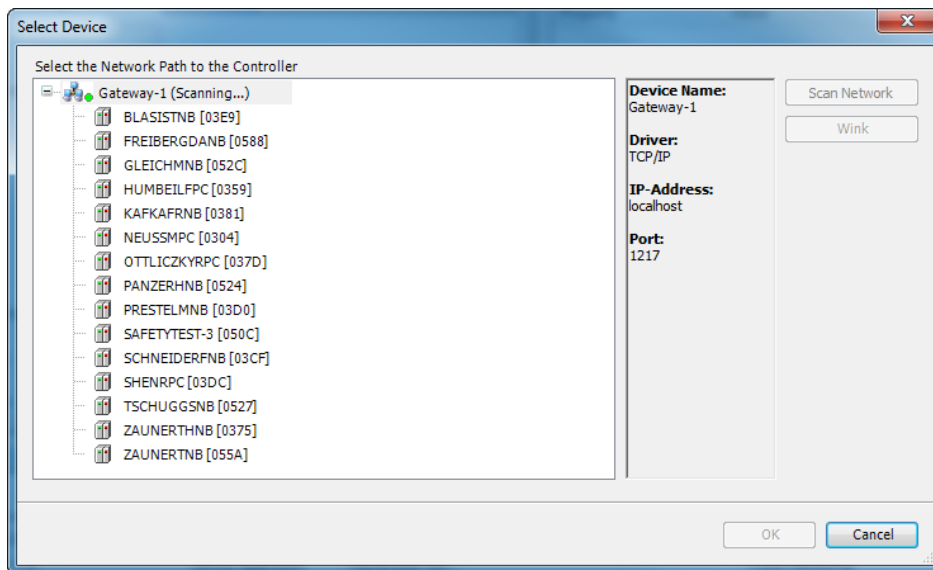 Select Device
Select the Network Path to the Controller
Gateway-1 (Scanning...)
BLASISTNB [03E9]
FREIBERGDANB [0588]
GLEICHMNB [052C]
HUMBEILFPC [0359]
KAFKAFRNB [0381]
NEUSSMPC [0304]
OTTLICZKYRPC [037D]
PANZERHNB [0524]
PRESTELMNB [03D0]
SAFETYTEST-3 [050C]
SCHNEIDERFNB [03CF]
SHENRPC [03DC]
TSCHUGGSNB [0527]
ZAUNERTHNB [0375]
ZAUNERTNB [055A]
Device Name:
Gateway-1
Driver:
TCP/IP
IP-Address:
localhost
Port:
1217
Scan Network
Wink
OK
Cancel